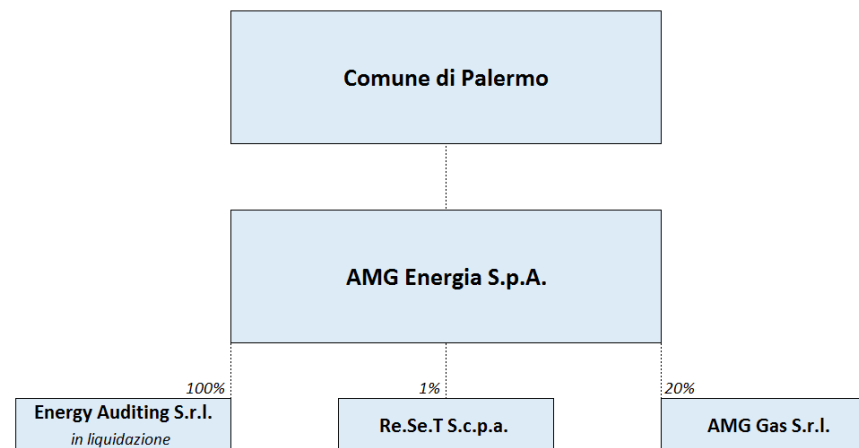 Comune di Palermo
AMG Energia S.p.A.
100%
1%
20%
Energy Auditing S.r.l.
in liquidazione
Re.Se.T S.c.p.a.
AMG Gas S.r.l.